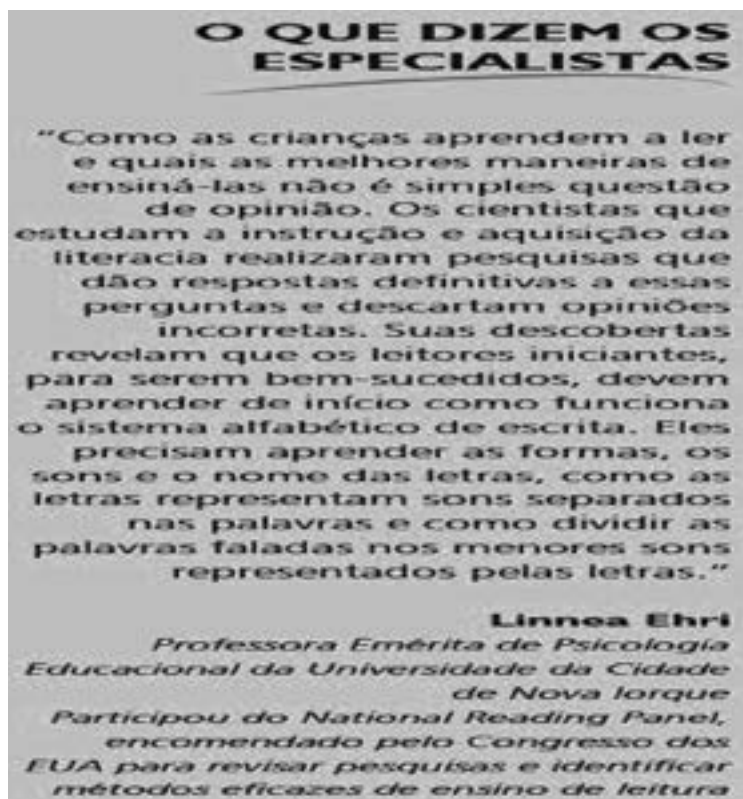 O QUE DIZEM OS
ESPECIALISTAS
“Como as crianças aprendem a ler
e quais as melhores maneiras de
ensiná-las não é simples questão
de opinião. Os cientistas que
estudam a instrução e aquisição da
literacia realizaram pesquisas que
dão respostas definitivas a essas
perguntas e descartam opiniões
incorretas. Suas descobertas
revelam que os leitores iniciantes,
para serem bem-sucedidos, devem
aprender de início como funciona
o sistema alfabético de escrita. Eles
precisam aprender as formas, os
sons e o nome das letras, como as
letras representam sons separados
nas palavras e como dividir as
palavras faladas nos menores sons
representados pelas letras.”
Linnea Ehri
Professora Emérita de Psicologia
Educacional da Universidade da Cidade
de Nova Iorque
Participou do National Reading Panel,
encomendado pelo Congresso dos
EUA para revisar pesquisas e identificar
métodos eficazes de ensino de leitura